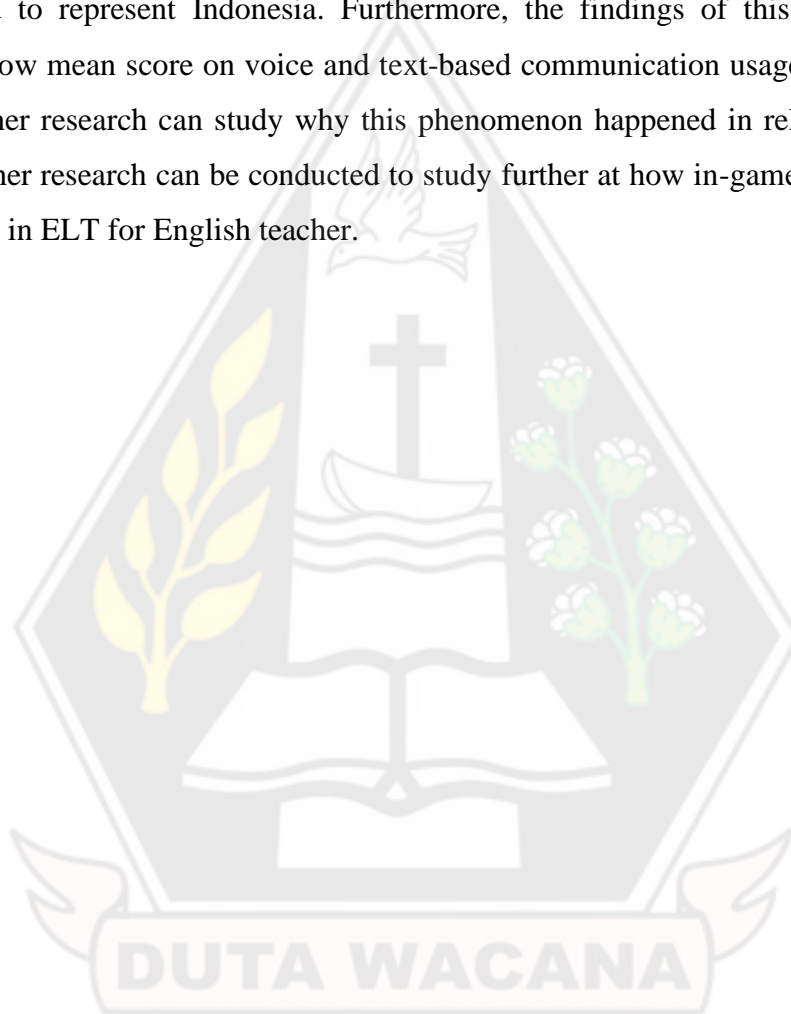 to represent Indonesia. Furthermore, the findings of this
ow mean score on voice and text-based communication usage
her research can study why this phenomenon happened in rel
her research can be conducted to study further at how in-game
in ELT for English teacher.
DUTA WACANA